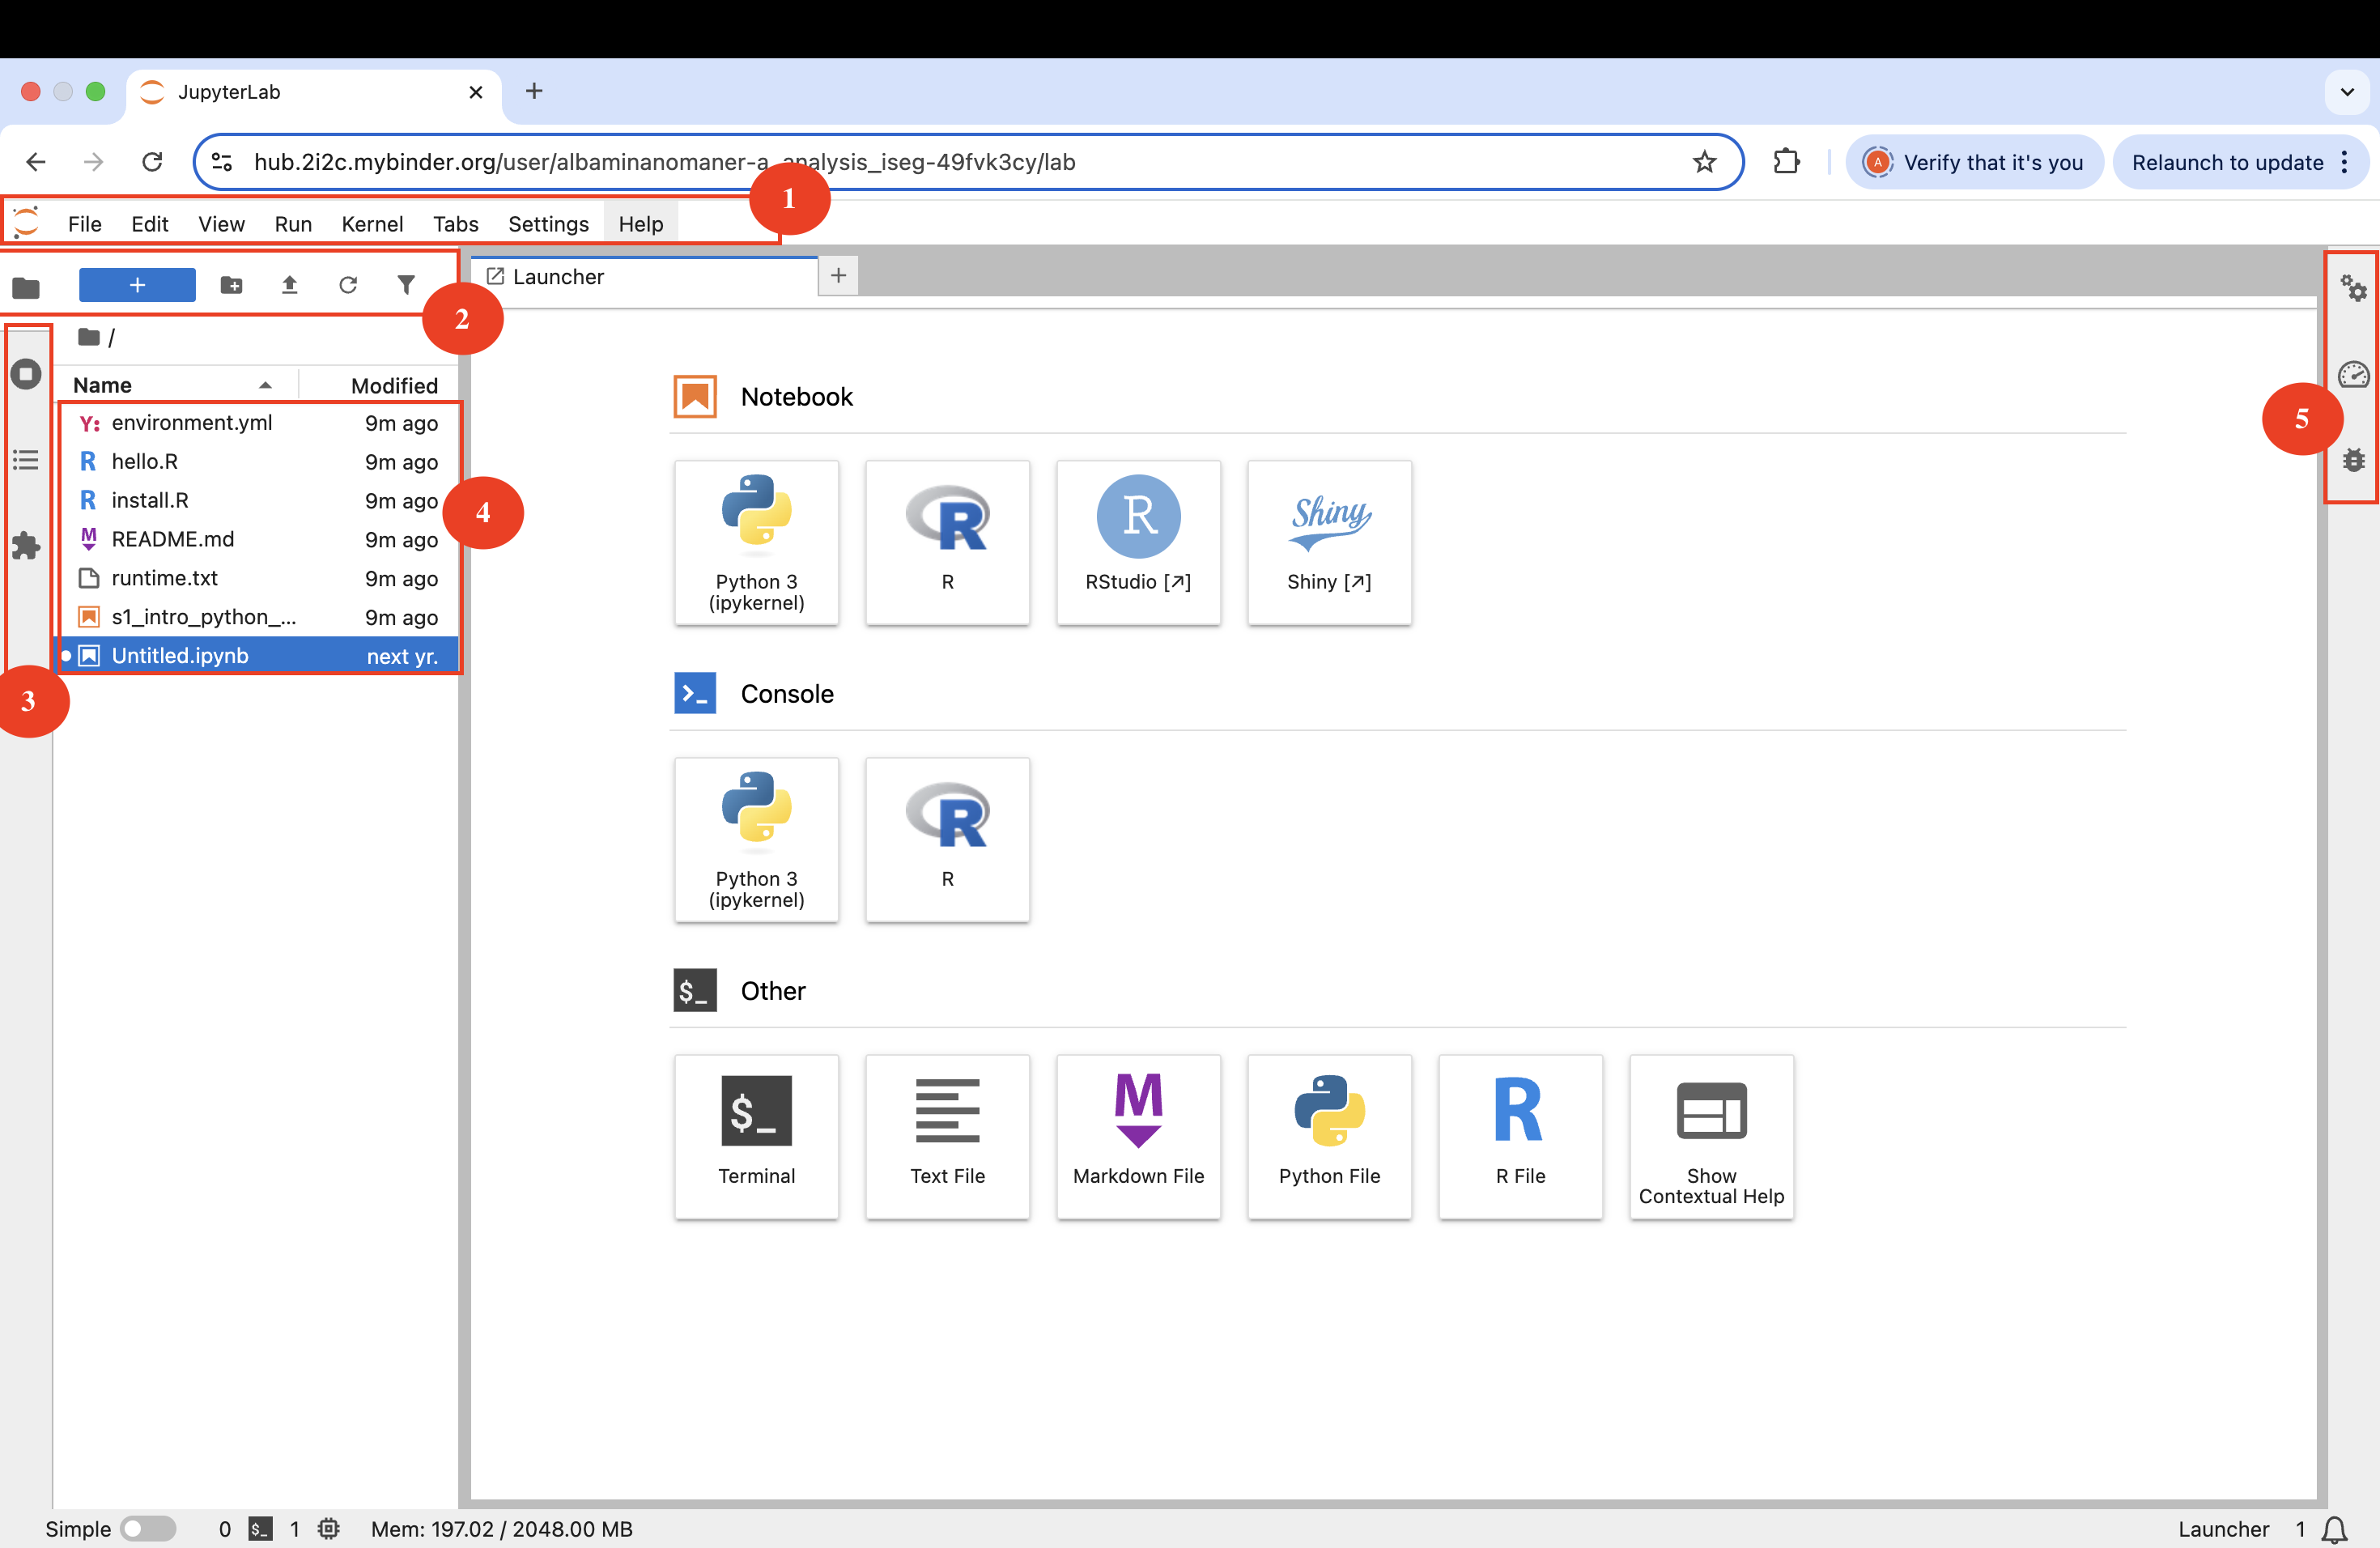 JupyterLab
hub.2i2c.mybinder.org/user/albaminanomaner-a_analysis_iseg-49fvk3cy/lab
A Verify that it's you
Relaunch to update
1
File Edit View Run Kernel Tabs Settings Help
Launcher
2
/
Name Modified
environment.yml 9m ago
hello.R 9m ago
install.R 9m ago
README.md 9m ago
runtime.txt 9m ago
s1_intro_python_... 9m ago
Untitled.ipynb next yr.
3
4
5
Notebook
Python 3
(ipykernel)
R
RStudio [↗]
Shiny
Shiny [↗]
Console
Python 3
(ipykernel)
R
$_ Other
$_
Terminal
Text File
Markdown File
Python File
R File
Show
Contextual Help
Simple 0 $_ 1 Mem: 197.02 / 2048.00 MB
Launcher 1